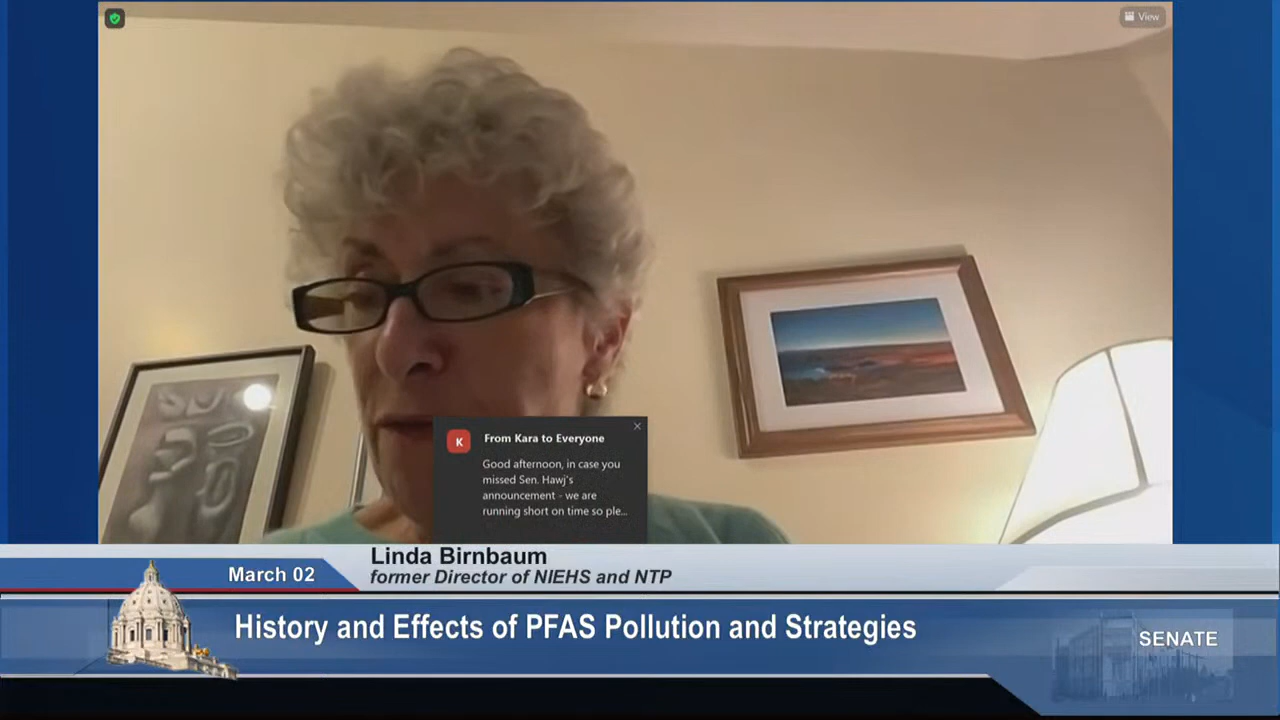 View
K
From Kara to Everyone
Good afternoon, in case you
missed Sen. Hawj's
announcement - we are
running short on time so ple...
Linda Birnbaum
former Director of NIEHS and NTP
March 02
History and Effects of PFAS Pollution and Strategies
SENATE